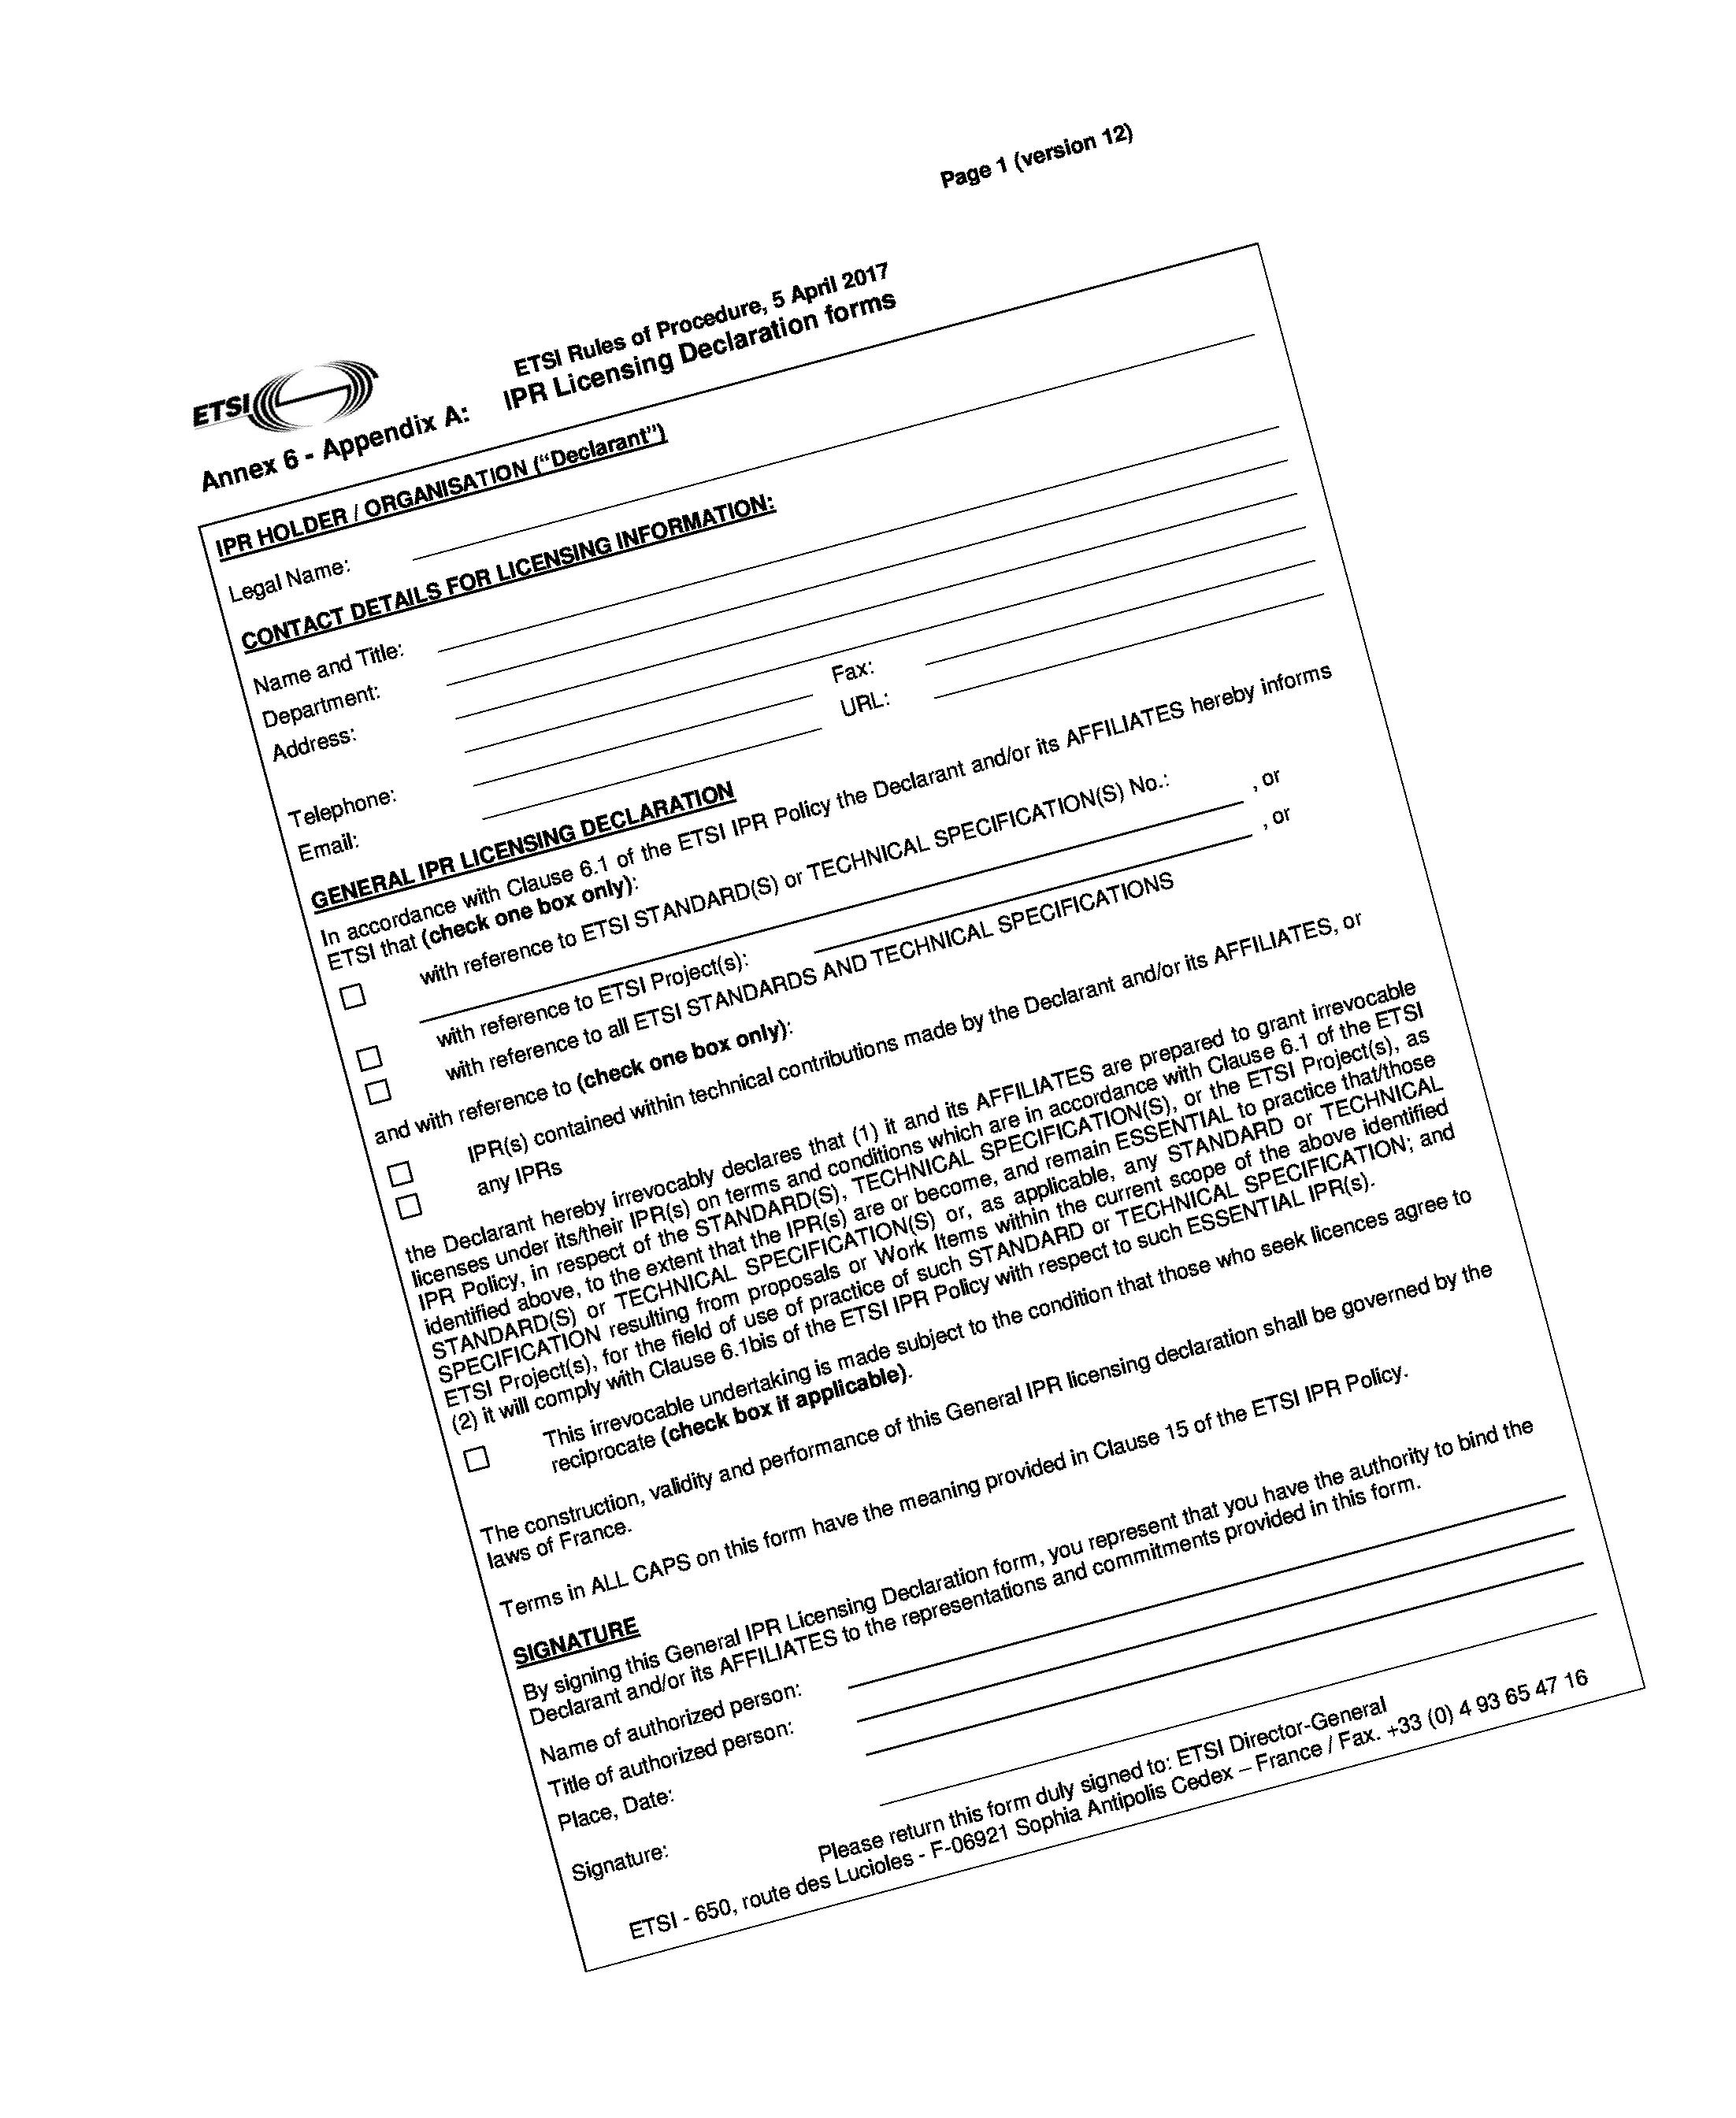 Page 1 (version 12)
ETSI
ETSI Rules of Procedure, 5 April 2017
Annex 6 - Appendix A: IPR Licensing Declaration forms
IPR HOLDER / ORGANISATION (“Declarant”)
Legal Name:
CONTACT DETAILS FOR LICENSING INFORMATION:
Name and Title:
Department:
Address:
Telephone: Fax:
Email: URL:
GENERAL IPR LICENSING DECLARATION
In accordance with Clause 6.1 of the ETSI IPR Policy the Declarant and/or its AFFILIATES hereby informs
ETSI that (check one box only):
with reference to ETSI STANDARD(S) or TECHNICAL SPECIFICATION(S) No.:
, or
with reference to ETSI Project(s): , or
with reference to all ETSI STANDARDS AND TECHNICAL SPECIFICATIONS
and with reference to (check one box only):
IPR(s) contained within technical contributions made by the Declarant and/or its AFFILIATES, or
any IPRs
the Declarant hereby irrevocably declares that (1) it and its AFFILIATES are prepared to grant irrevocable
licenses under its/their IPR(s) on terms and conditions which are in accordance with Clause 6.1 of the ETSI
IPR Policy, in respect of the STANDARD(S), TECHNICAL SPECIFICATION(S), or the ETSI Project(s), as
identified above, to the extent that the IPR(s) are or become, and remain ESSENTIAL to practice that/those
STANDARD(S) or TECHNICAL SPECIFICATION(S) or, as applicable, any STANDARD or TECHNICAL
SPECIFICATION resulting from proposals or Work Items within the current scope of the above identified
ETSI Project(s), for the field of use of practice of such STANDARD or TECHNICAL SPECIFICATION; and
(2) it will comply with Clause 6.1bis of the ETSI IPR Policy with respect to such ESSENTIAL IPR(s).
This irrevocable undertaking is made subject to the condition that those who seek licences agree to
reciprocate (check box if applicable).
The construction, validity and performance of this General IPR licensing declaration shall be governed by the
laws of France.
Terms in ALL CAPS on this form have the meaning provided in Clause 15 of the ETSI IPR Policy.
SIGNATURE
By signing this General IPR Licensing Declaration form, you represent that you have the authority to bind the
Declarant and/or its AFFILIATES to the representations and commitments provided in this form.
Name of authorized person:
Title of authorized person:
Place, Date:
Signature:
Please return this form duly signed to: ETSI Director-General
ETSI - 650, route des Lucioles - F-06921 Sophia Antipolis Cedex – France / Fax. +33 (0) 4 93 65 47 16